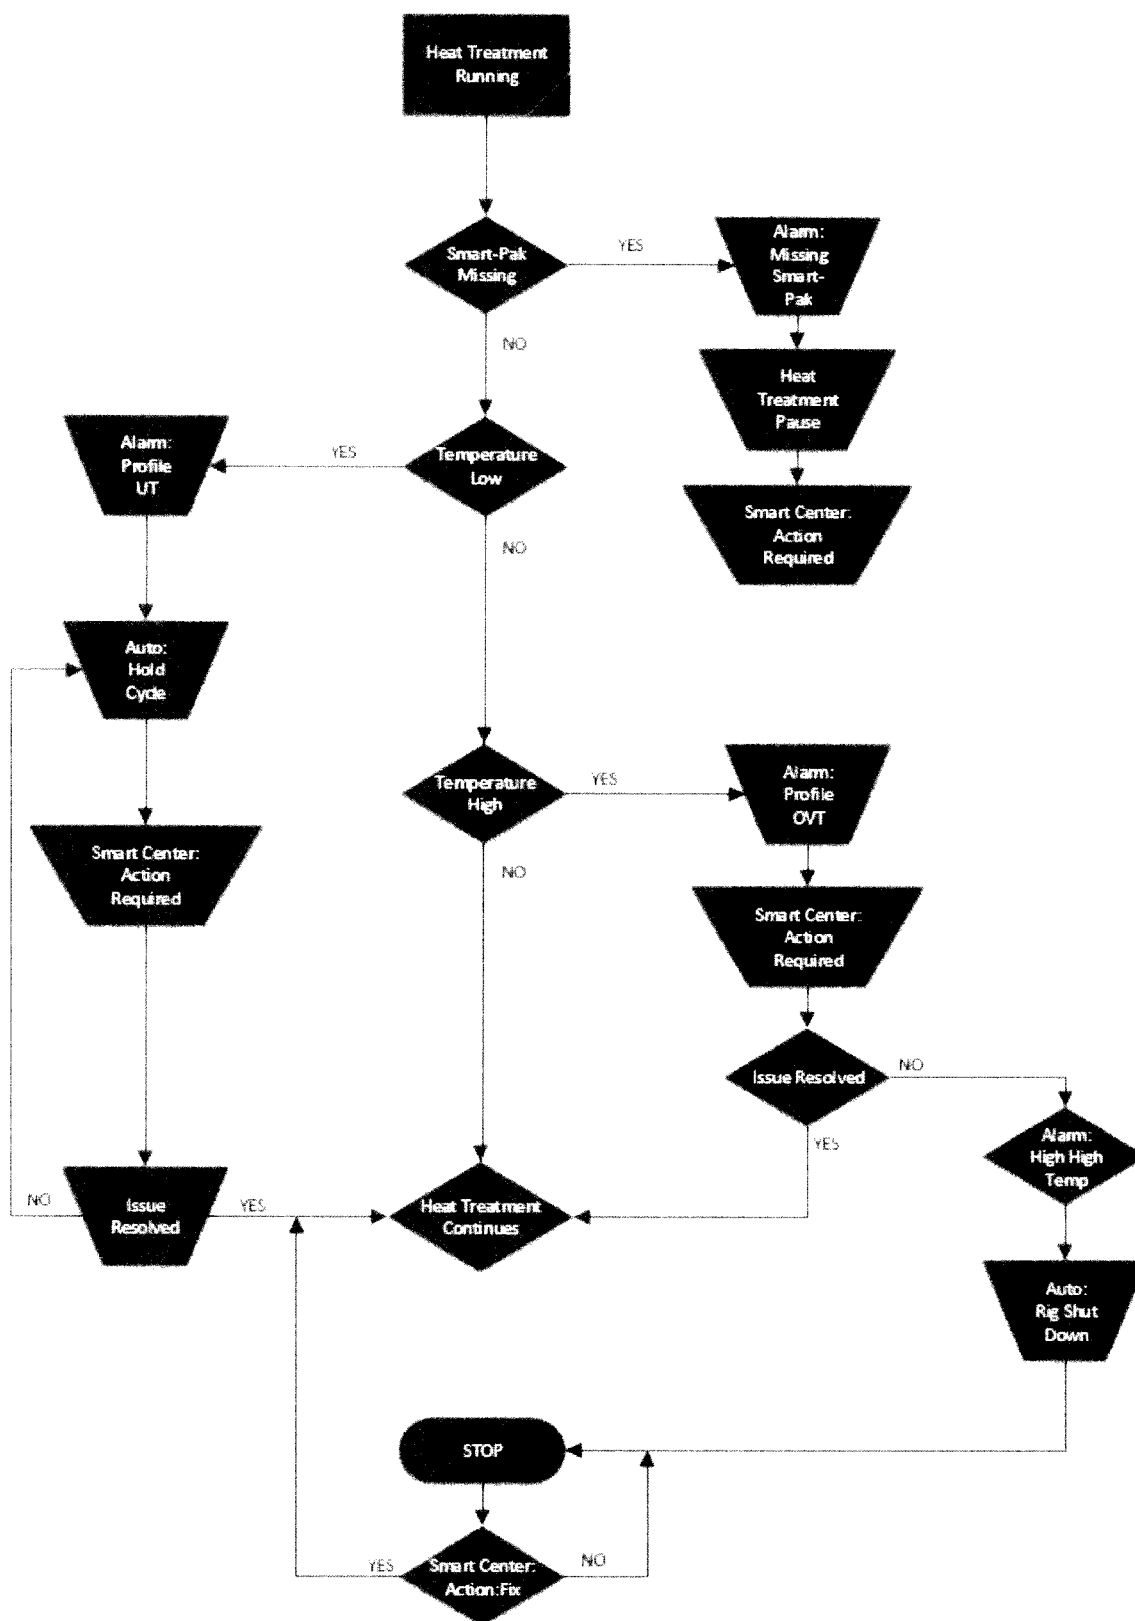 Heat Treatment
Running
Smart-Pak
Missing
YES
Alarm:
Missing
Smart-
Pak
NO
Heat
Treatment
Pause
Alarm:
Profile
UT
YES
Temperature
Low
Smart Center:
Action
Required
NO
Auto:
Hold
Cycle
Temperature
High
YES
Alarm:
Profile
OVT
Smart Center:
Action
Required
NO
Smart Center:
Action
Required
Issue Resolved
NO
YES
Alarm:
High High
Temp
NO
Issue
Resolved
YES
Heat Treatment
Continues
Auto:
Rig Shut
Down
STOP
YES
Smart Center:
Action:Fix
NO